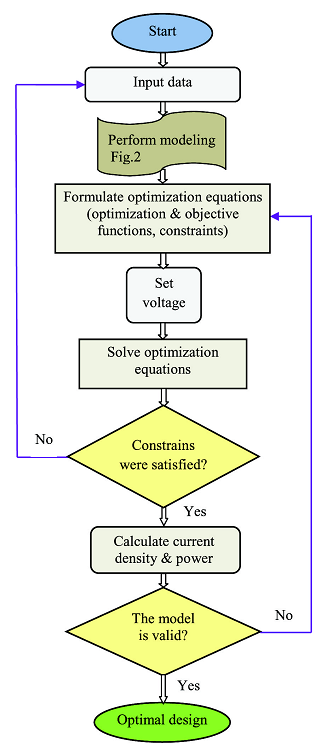 Start
Input data
Perform modeling
Fig.2
Formulate optimization equations
(optimization & objective
functions, constraints)
Set
voltage
Solve optimization
equations
No
Constrains
were satisfied?
Yes
Calculate current
density & power
No
The model
is valid?
Yes
Optimal design